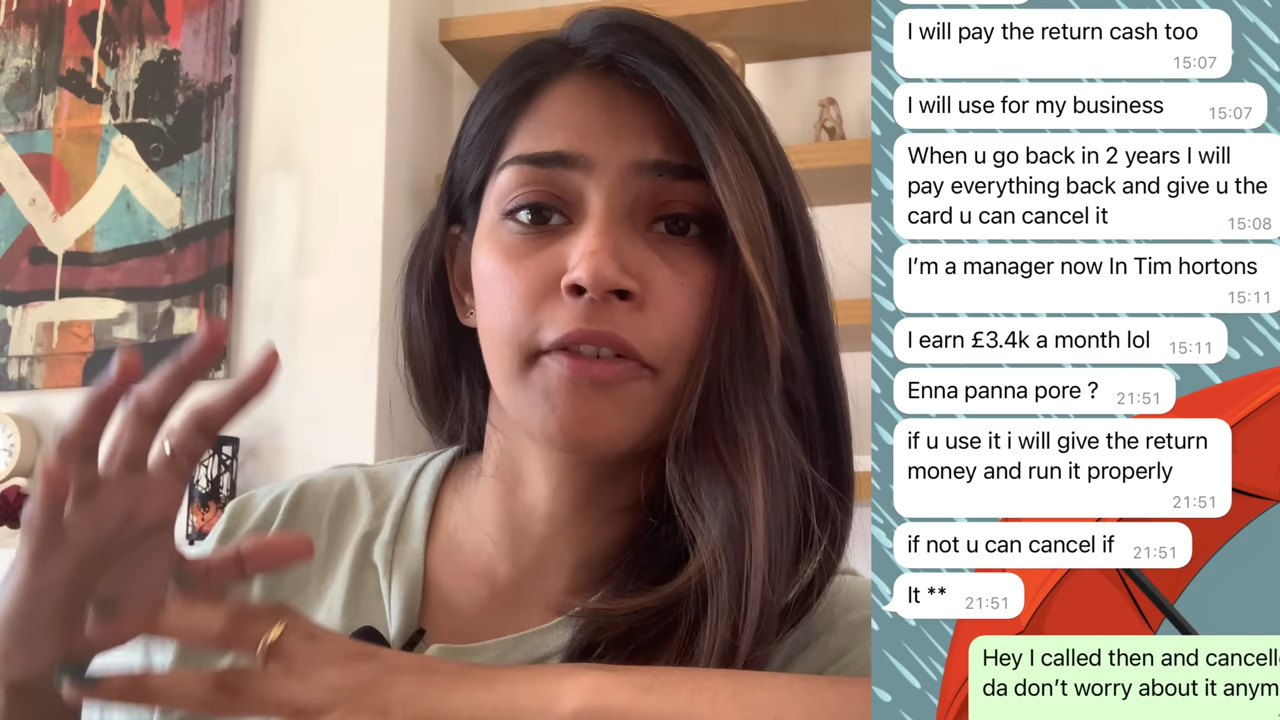 I will pay the return cash too
15:07
I will use for my business 15:07
When u go back in 2 years I will
pay everything back and give u the
card u can cancel it 15:08
I'm a manager now In Tim hortons
15:11
I earn £3.4k a month lol 15:11
Enna panna pore ? 21:51
if u use it i will give the return
money and run it properly
21:51
if not u can cancel if 21:51
It ** 21:51
Hey I called then and
da don't worry about it